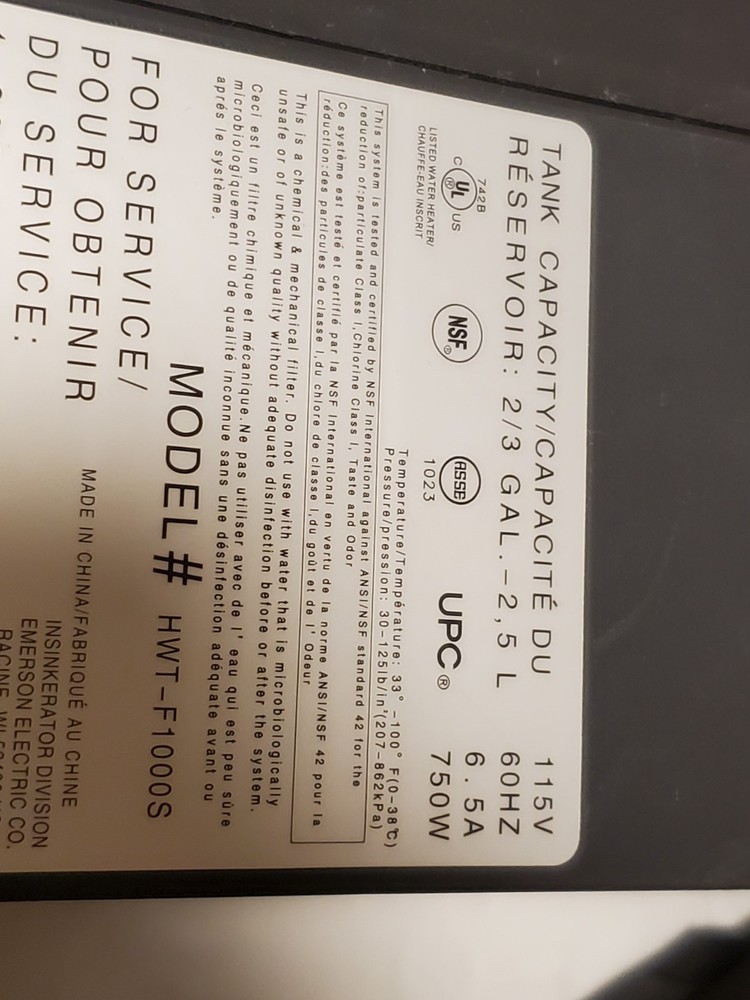 TANK CAPACITY/CAPACITÉ DU
RÉSERVOIR: 2/3 GAL.-2,5 L
115V
60HZ
6.5A
750W
742B
C UL® US
LISTED WATER HEATER/
CHAUFFE-EAU INSCRIT
NSF®
ASSE
1023
UPC®
Temperature/Température: 33°-100° F(0-38℃)
Pressure/pression: 30-125lb/in²(207-862kPa)
This system is tested and certified by NSF International against ANSI/NSF standard 42 for the
reduction of:particulate Class I,Chlorine Class I, Taste and Odor
Ce système est testé et certifié par la NSF International en vertu de la norme ANSI/NSF 42 pour la
réduction:des particules de classe I,du chlore de classe I,du goût et de l' Odeur
This is a chemical & mechanical filter. Do not use with water that is microbiologically
unsafe or of unknown quality without adequate disinfection before or after the system.
Ceci est un filtre chimique et mécanique.Ne pas utiliser avec de l' eau qui est peu sûre
microbiologiquement ou de qualité inconnue sans une désinfection adéquate avant ou
aprés le système.
MODEL# HWT-F1000S
FOR SERVICE/
POUR OBTENIR
DU SERVICE:
MADE IN CHINA/FABRIQUÉ AU CHINE
INSINKERATOR DIVISION
EMERSON ELECTRIC CO.
RACINE, WI